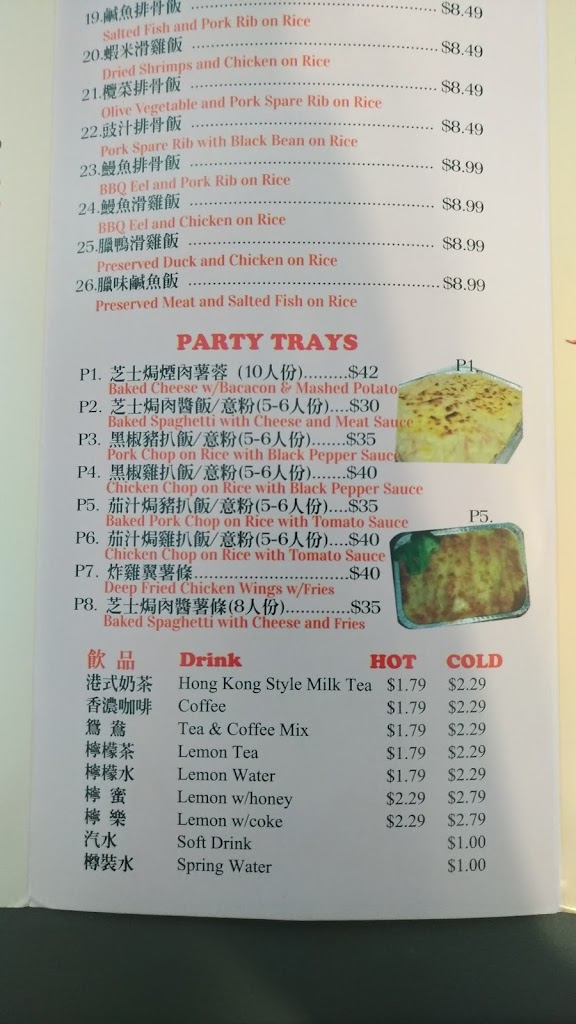 19.鹹魚排骨飯 ........ $8.49
Salted Fish and Pork Rib on Rice
20.蝦米滑雞飯 ........ $8.49
Dried Shrimps and Chicken on Rice
21.欖菜排骨飯 ........ $8.49
Olive Vegetable and Pork Spare Rib on Rice
22.豉汁排骨飯 ........ $8.49
Pork Spare Rib with Black Bean on Rice
23.鰻魚排骨飯 ........ $8.99
BBQ Eel and Pork Rib on Rice
24.鰻魚滑雞飯 ........ $8.99
BBQ Eel and Chicken on Rice
25.臘鴨滑雞飯 ........ $8.99
Preserved Duck and Chicken on Rice
26.臘味鹹魚飯 ........ $8.99
Preserved Meat and Salted Fish on Rice
PARTY TRAYS
P1. 芝士焗煙肉薯蓉 (10人份).........$42
Baked Cheese w/Bacacon & Mashed Potato
P1.
P2. 芝士焗肉醬飯/意粉(5-6人份)....$30
Baked Spaghetti with Cheese and Meat Sauce
P3. 黑椒豬扒飯/意粉(5-6人份).......$35
Pork Chop on Rice with Black Pepper Sauce
P4. 黑椒雞扒飯/意粉(5-6人份).......$40
Chicken Chop on Rice with Black Pepper Sauce
P5. 茄汁焗豬扒飯/意粉(5-6人份)....$35
Baked Pork Chop on Rice with Tomato Sauce
P5.
P6. 茄汁焗雞扒飯/意粉(5-6人份)....$40
Chicken Chop on Rice with Tomato Sauce
P7. 炸雞翼薯條..............................$40
Deep Fried Chicken Wings w/Fries
P8. 芝士焗肉醬薯條(8人份)............$35
Baked Spaghetti with Cheese and Fries
飲 品 Drink HOT COLD
港式奶茶 Hong Kong Style Milk Tea $1.79 $2.29
香濃咖啡 Coffee $1.79 $2.29
鴛 鴦 Tea & Coffee Mix $1.79 $2.29
檸檬茶 Lemon Tea $1.79 $2.29
檸檬水 Lemon Water $1.79 $2.29
檸 蜜 Lemon w/honey $2.29 $2.79
檸 樂 Lemon w/coke $2.29 $2.79
汽水 Soft Drink $1.00
樽裝水 Spring Water $1.00